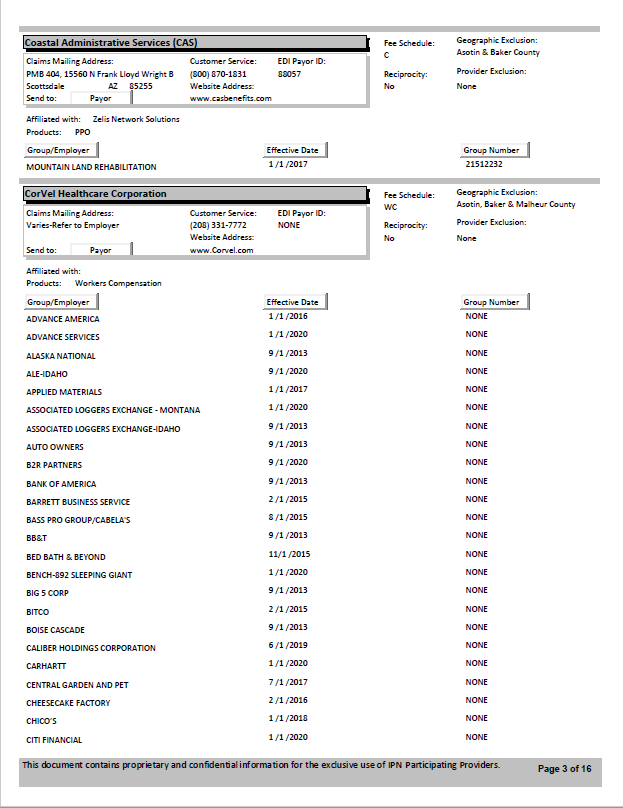 Coastal Administrative Services (CAS)
Fee Schedule:
C
Geographic Exclusion:
Asotin & Baker County
Claims Mailing Address:
PMB 404, 15560 N Frank Lloyd Wright B
Scottsdale AZ 85255
Send to: Payor
Customer Service:
(800) 870-1831
Website Address:
www.casbenefits.com
EDI Payor ID:
88057
Reciprocity:
No
Provider Exclusion:
None
Affiliated with: Zelis Network Solutions
Products: PPO
Group/Employer Effective Date Group Number
MOUNTAIN LAND REHABILITATION 1 /1 /2017 21512232
CorVel Healthcare Corporation
Fee Schedule:
WC
Geographic Exclusion:
Asotin, Baker & Malheur County
Claims Mailing Address:
Varies-Refer to Employer
Send to: Payor
Customer Service:
(208) 331-7772
Website Address:
www.Corvel.com
EDI Payor ID:
NONE
Reciprocity:
No
Provider Exclusion:
None
Affiliated with:
Products: Workers Compensation
Group/Employer Effective Date Group Number
ADVANCE AMERICA 1 /1 /2016 NONE
ADVANCE SERVICES 1 /1 /2020 NONE
ALASKA NATIONAL 9 /1 /2013 NONE
ALE-IDAHO 9 /1 /2020 NONE
APPLIED MATERIALS 1 /1 /2017 NONE
ASSOCIATED LOGGERS EXCHANGE - MONTANA 1 /1 /2020 NONE
ASSOCIATED LOGGERS EXCHANGE-IDAHO 9 /1 /2013 NONE
AUTO OWNERS 9 /1 /2013 NONE
B2R PARTNERS 9 /1 /2020 NONE
BANK OF AMERICA 9 /1 /2013 NONE
BARRETT BUSINESS SERVICE 2 /1 /2015 NONE
BASS PRO GROUP/CABELA'S 8 /1 /2015 NONE
BB&T 9 /1 /2013 NONE
BED BATH & BEYOND 11/1 /2015 NONE
BENCH-892 SLEEPING GIANT 1 /1 /2020 NONE
BIG 5 CORP 9 /1 /2013 NONE
BITCO 2 /1 /2015 NONE
BOISE CASCADE 9 /1 /2013 NONE
CALIBER HOLDINGS CORPORATION 6 /1 /2019 NONE
CARHARTT 1 /1 /2020 NONE
CENTRAL GARDEN AND PET 7 /1 /2017 NONE
CHEESECAKE FACTORY 2 /1 /2016 NONE
CHICO'S 1 /1 /2018 NONE
CITI FINANCIAL 1 /1 /2020 NONE
This document contains proprietary and confidential information for the exclusive use of IPN Participating Providers.
Page 3 of 16